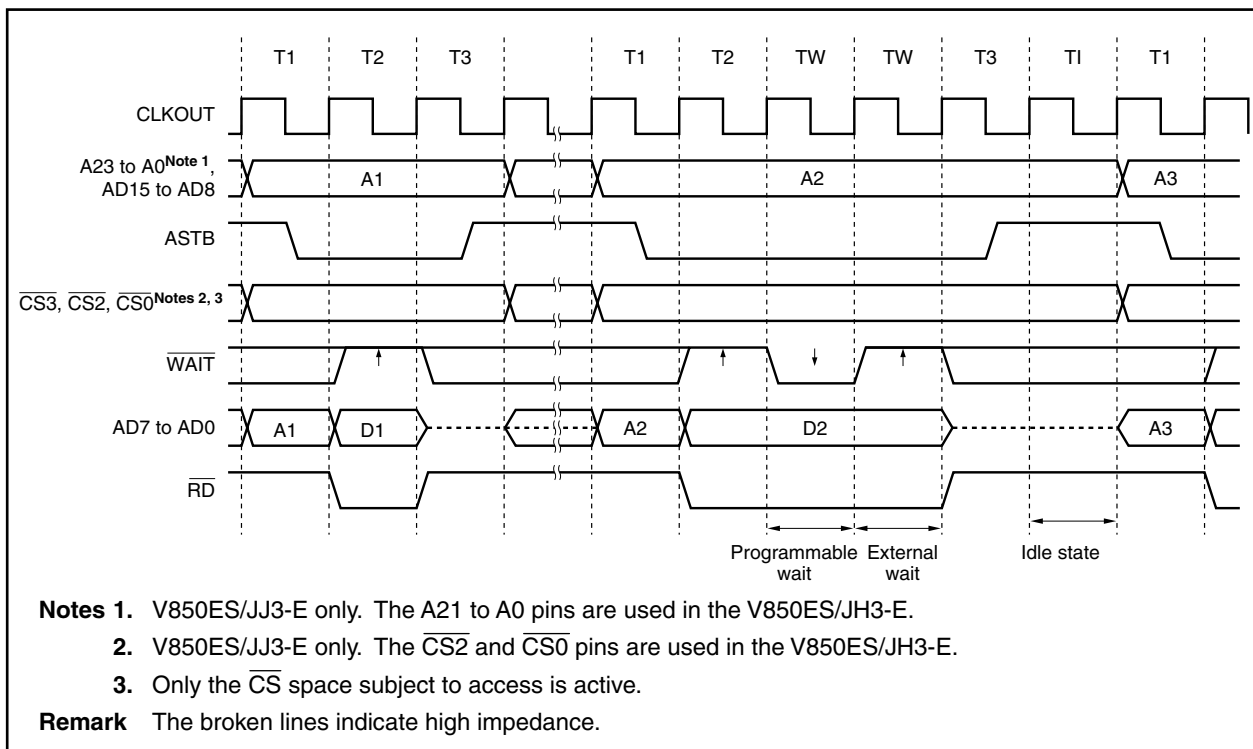 T1 T2 T3 T1 T2 TW TW T3 TI T1
CLKOUT
A23 to A0Note 1,
AD15 to AD8
A1 A2 A3
ASTB
CS3, CS2, CS0Notes 2, 3
WAIT
AD7 to AD0 A1 D1 A2 D2 A3
RD
Programmable
wait
External
wait
Idle state
Notes 1. V850ES/JJ3-E only. The A21 to A0 pins are used in the V850ES/JH3-E.
2. V850ES/JJ3-E only. The CS2 and CS0 pins are used in the V850ES/JH3-E.
3. Only the CS space subject to access is active.
Remark The broken lines indicate high impedance.